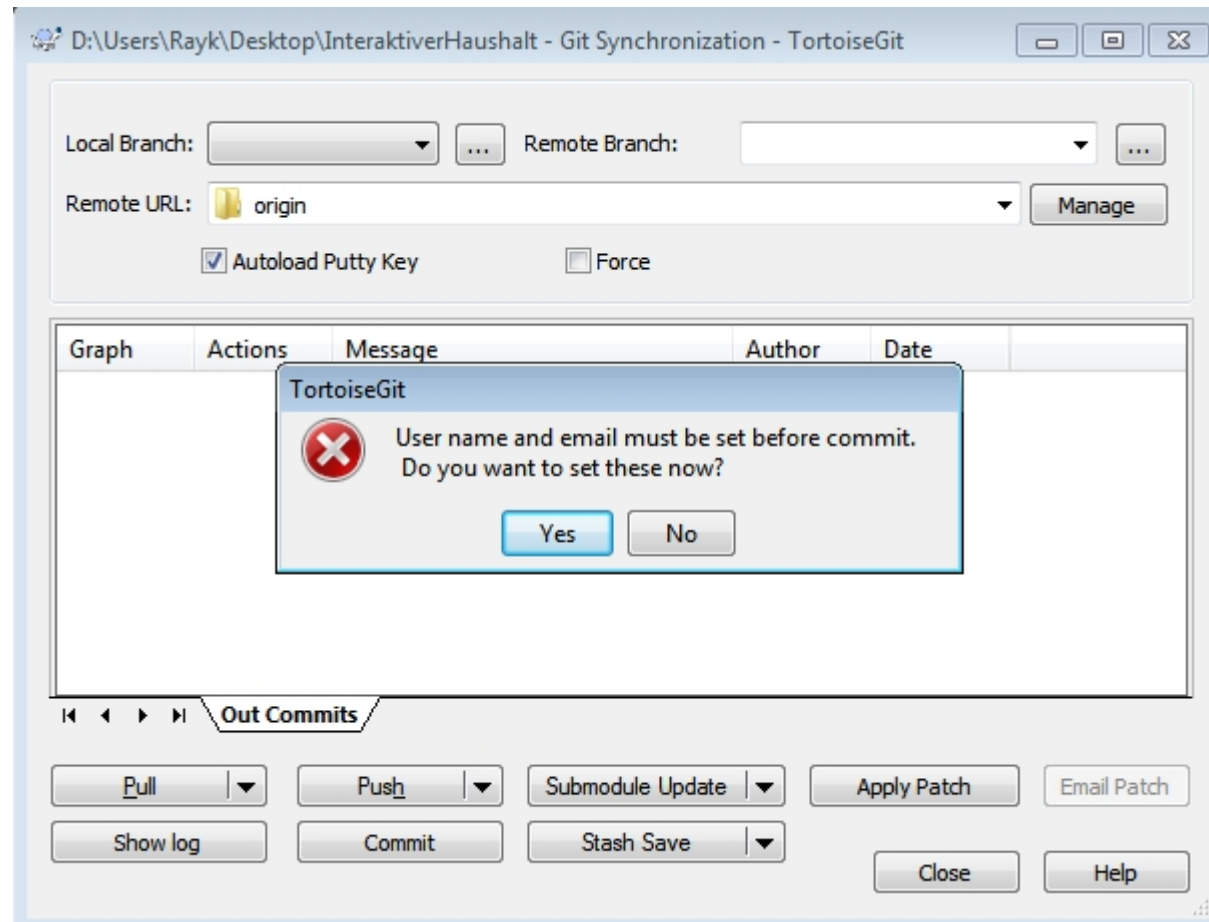 D:\Users\Rayk\Desktop\InteraktiverHaushalt - Git Synchronization - TortoiseGit
Local Branch: ... Remote Branch: ...
Remote URL: origin Manage
Autoload Putty Key Force
Graph Actions Message Author Date
TortoiseGit
User name and email must be set before commit.
Do you want to set these now?
Yes No
Out Commits
Pull Push Submodule Update Apply Patch Email Patch
Show log Commit Stash Save
Close Help